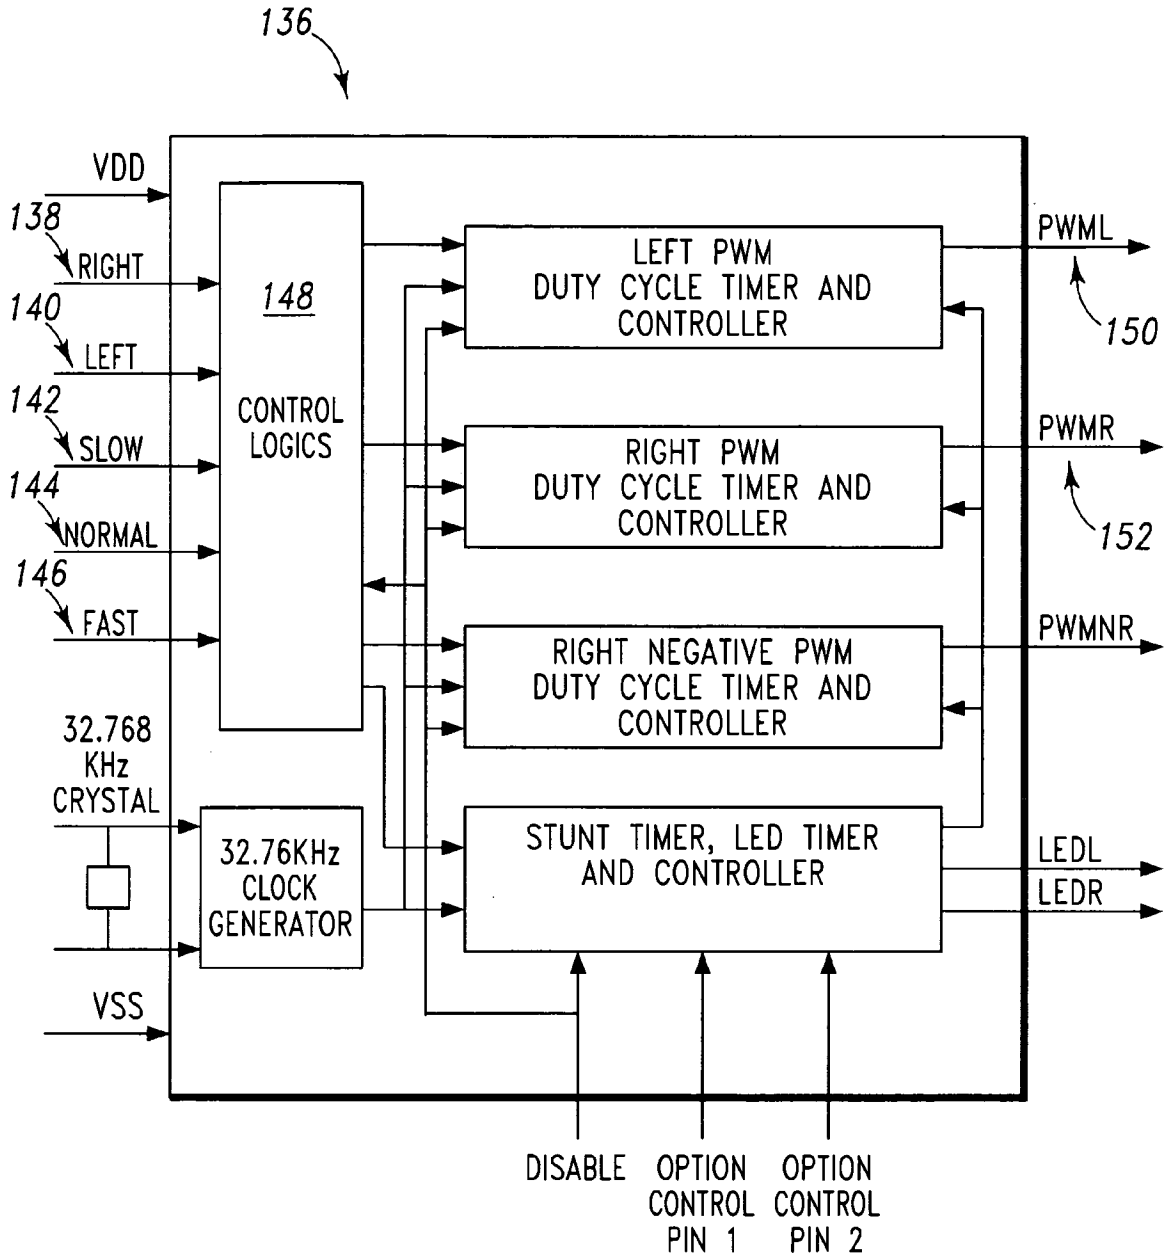 136
VDD
138
RIGHT
140
LEFT
142
SLOW
144
NORMAL
146
FAST
148
CONTROL
LOGICS
LEFT PWM
DUTY CYCLE TIMER AND
CONTROLLER
PWML
150
RIGHT PWM
DUTY CYCLE TIMER AND
CONTROLLER
PWMR
152
RIGHT NEGATIVE PWM
DUTY CYCLE TIMER AND
CONTROLLER
PWMNR
32.768
KHz
CRYSTAL
32.76KHz
CLOCK
GENERATOR
STUNT TIMER, LED TIMER
AND CONTROLLER
LEDL
LEDR
VSS
DISABLE
OPTION
CONTROL
PIN 1
OPTION
CONTROL
PIN 2